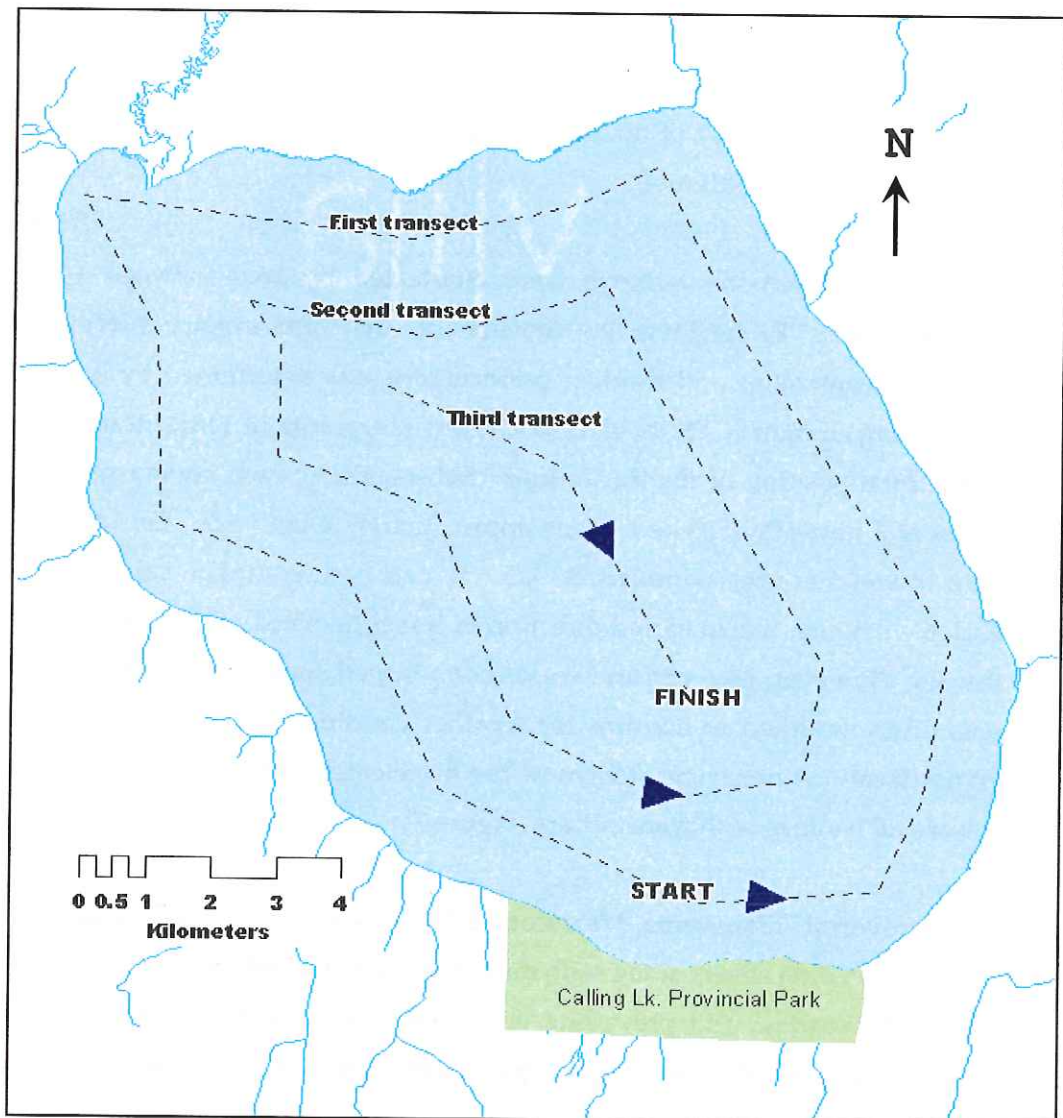 N
First transect
Second transect
Third transect
FINISH
START
0 0.5 1 2 3 4
Kilometers
Calling Lk. Provincial Park